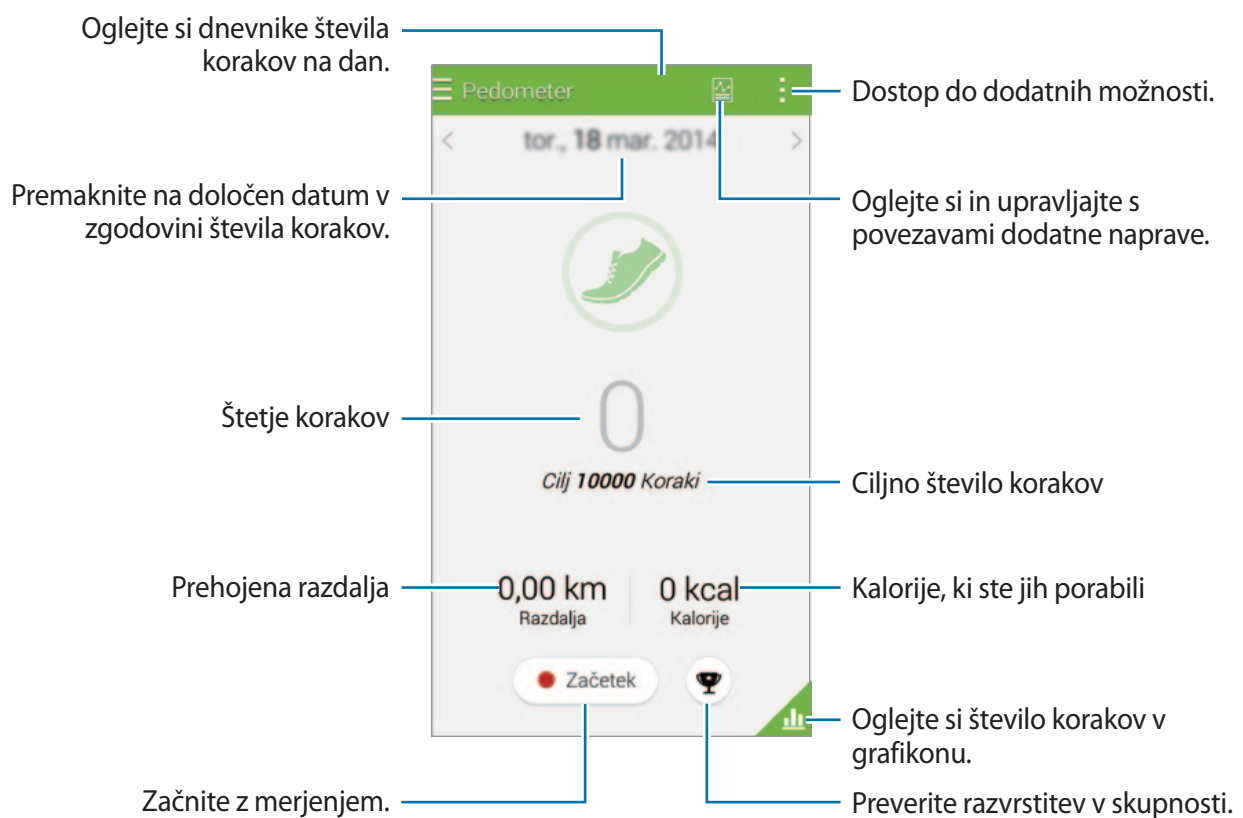 Oglejte si dnevnike števila
korakov na dan.
Pedometer
Dostop do dodatnih možnosti.
tor., 18 mar. 2014
Premaknite na določen datum v
zgodovini števila korakov.
Oglejte si in upravljajte s
povezavami dodatne naprave.
Štetje korakov
0
Cilj 10000 Koraki
Ciljno število korakov
Prehojena razdalja
0,00 km
Razdalja
0 kcal
Kalorije
Kalorije, ki ste jih porabili
Začetek
Oglejte si število korakov v
grafikonu.
Začnite z merjenjem.
Preverite razvrstitev v skupnosti.